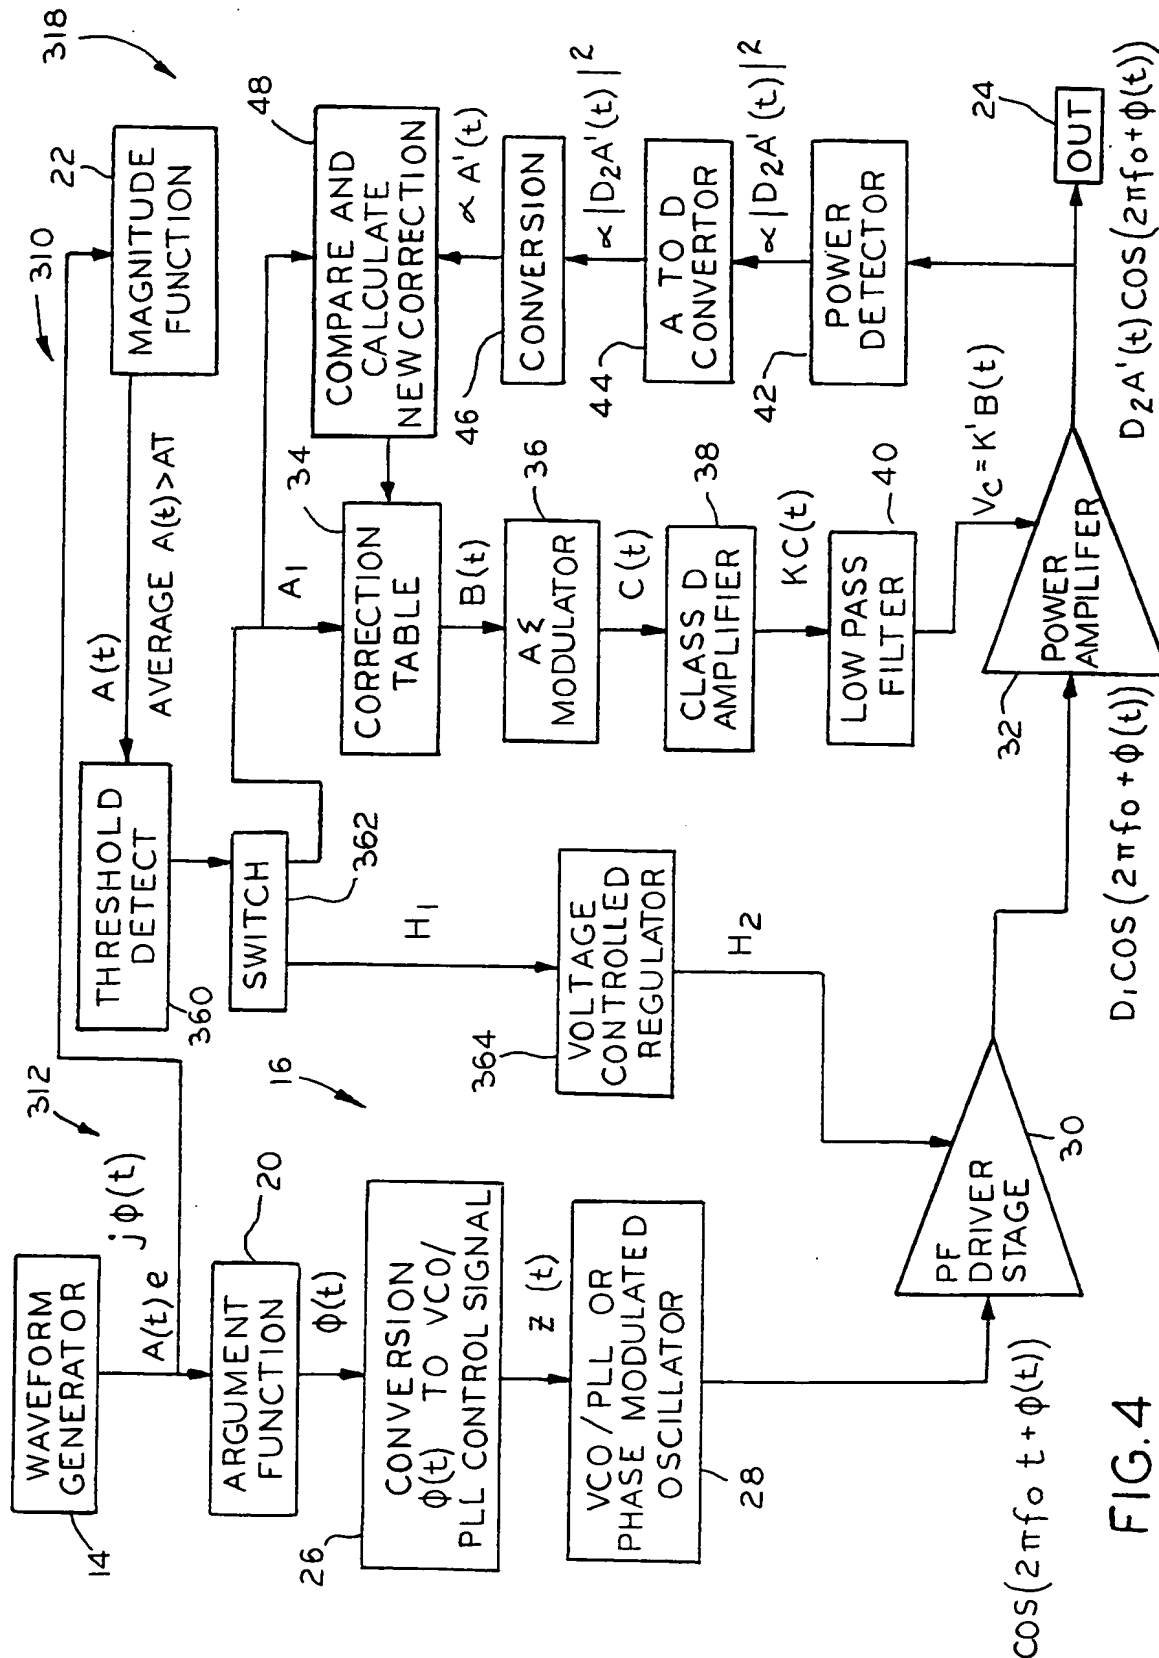 310
318
312
16
WAVEFORM
GENERATOR
14
A(t)e jφ(t)
ARGUMENT
FUNCTION
20
φ(t)
CONVERSION
φ(t) TO VCO/
PLL CONTROL SIGNAL
26
z (t)
VCO/PLL OR
PHASE MODULATED
OSCILLATOR
28
COS(2πfo t + φ(t))
PF
DRIVER
STAGE
30
D₁COS(2πfo + φ(t))
MAGNITUDE
FUNCTION
22
A(t)
AVERAGE A(t)>AT
THRESHOLD
DETECT
360
SWITCH
362
H₁
VOLTAGE
CONTROLLED
REGULATOR
364
H₂
A₁
CORRECTION
TABLE
34
B(t)
A Σ
MODULATOR
36
C(t)
CLASS D
AMPLIFIER
38
KC(t)
LOW PASS
FILTER
40
Vc = K'B(t)
POWER
AMPILIFER
32
COMPARE AND
CALCULATE
NEW CORRECTION
48
∝ A'(t)
CONVERSION
46
∝|D₂A'(t)|²
A TO D
CONVERTOR
44
∝|D₂A'(t)|²
POWER
DETECTOR
42
OUT
24
D₂A'(t)COS(2πfo+φ(t))
FIG.4